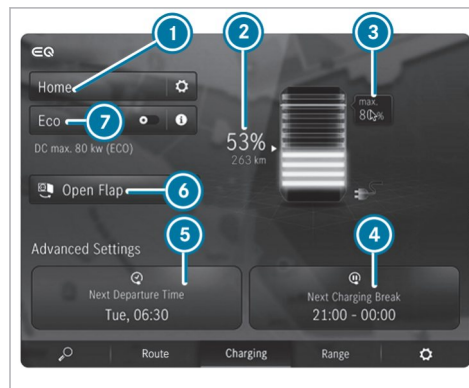 1
2
3
EQ
Home
max.
80%
Eco
7
53%
263 km
DC max. 80 kw (ECO)
Open Flap
6
5
4
Advanced Settings
Next Departure Time
Tue, 06:30
Next Charging Break
21:00 - 00:00
Route
Charging
Range